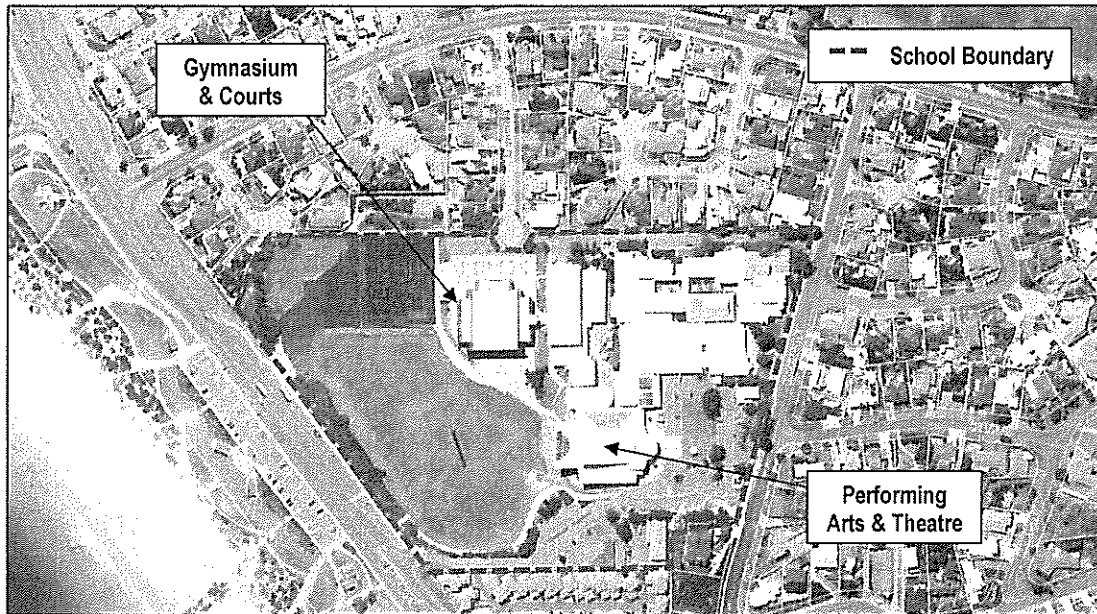 Gymnasium
& Courts
School Boundary
Performing
Arts & Theatre